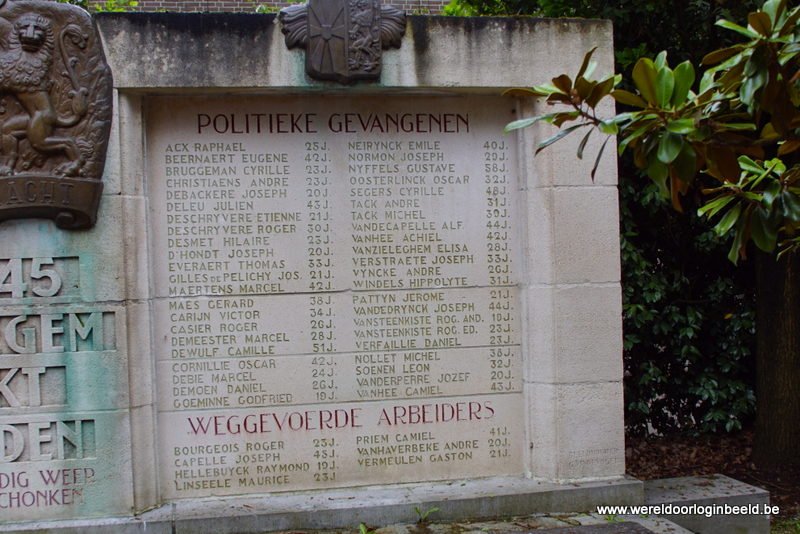 ACHT
45
GEM
KT
DEN
DIG WEER
SCHONKEN
POLITIEKE GEVANGENEN
ACX RAPHAEL 25J.
BEERNAERT EUGENE 42J.
BRUGGEMAN CYRILLE 23J.
CHRISTIAENS ANDRE 23J.
DEBACKERE JOSEPH 20J.
DELEU JULIEN 43J.
DESCHRYVERE ETIENNE 21J.
DESCHRYVERE ROGER 30J.
DESMET HILAIRE 23J.
D'HONDT JOSEPH 20J.
EVERAERT THOMAS 33J.
GILLES DE PELICHY JOS. 21J.
MAERTENS MARCEL 42J.
MAES GERARD 38J.
CARIJN VICTOR 34J.
CASIER ROGER 20J.
DEMEESTER MARCEL 28J.
DEWULF CAMILLE 51J.
CORNILLIE OSCAR 42J.
DEBIE MARCEL 24J.
DEMOEN DANIEL 26J.
GOEMINNE GODFRIED 19J.
NEIRYNCK EMILE 40J.
NORMON JOSEPH 29J.
NYFFELS GUSTAVE 58J.
OOSTERLINCK OSCAR 32J.
SEGERS CYRILLE 48J.
TACK ANDRE 31J.
TACK MICHEL 30J.
VANDECAPELLE ALF. 44J.
VANHEE ACHIEL 42J.
VANZIELEGHEM ELISA 28J.
VERSTRAETE JOSEPH 33J.
VYNCKE ANDRE 26J.
WINDELS HIPPOLYTE 31J.
PATTYN JEROME 21J.
VANDEDRYNCK JOSEPH 44J.
VANSTEENKISTE ROG. AND. 19J.
VANSTEENKISTE ROG. ED. 23J.
VERFAILLIE DANIEL 23J.
NOLLET MICHEL 38J.
SOENEN LEON 32J.
VANDERPERRE JOZEF 20J.
VANHEE CAMIEL 43J.
WEGGEVOERDE ARBEIDERS
BOURGEOIS ROGER 23J.
CAPELLE JOSEPH 43J.
HELLEBUYCK RAYMOND 19J.
LINSEELE MAURICE 23J.
PRIEM CAMIEL 41J.
VANHAVERBEKE ANDRE 20J.
VERMEULEN GASTON 21J.
www.wereldoorloginbeeld.be